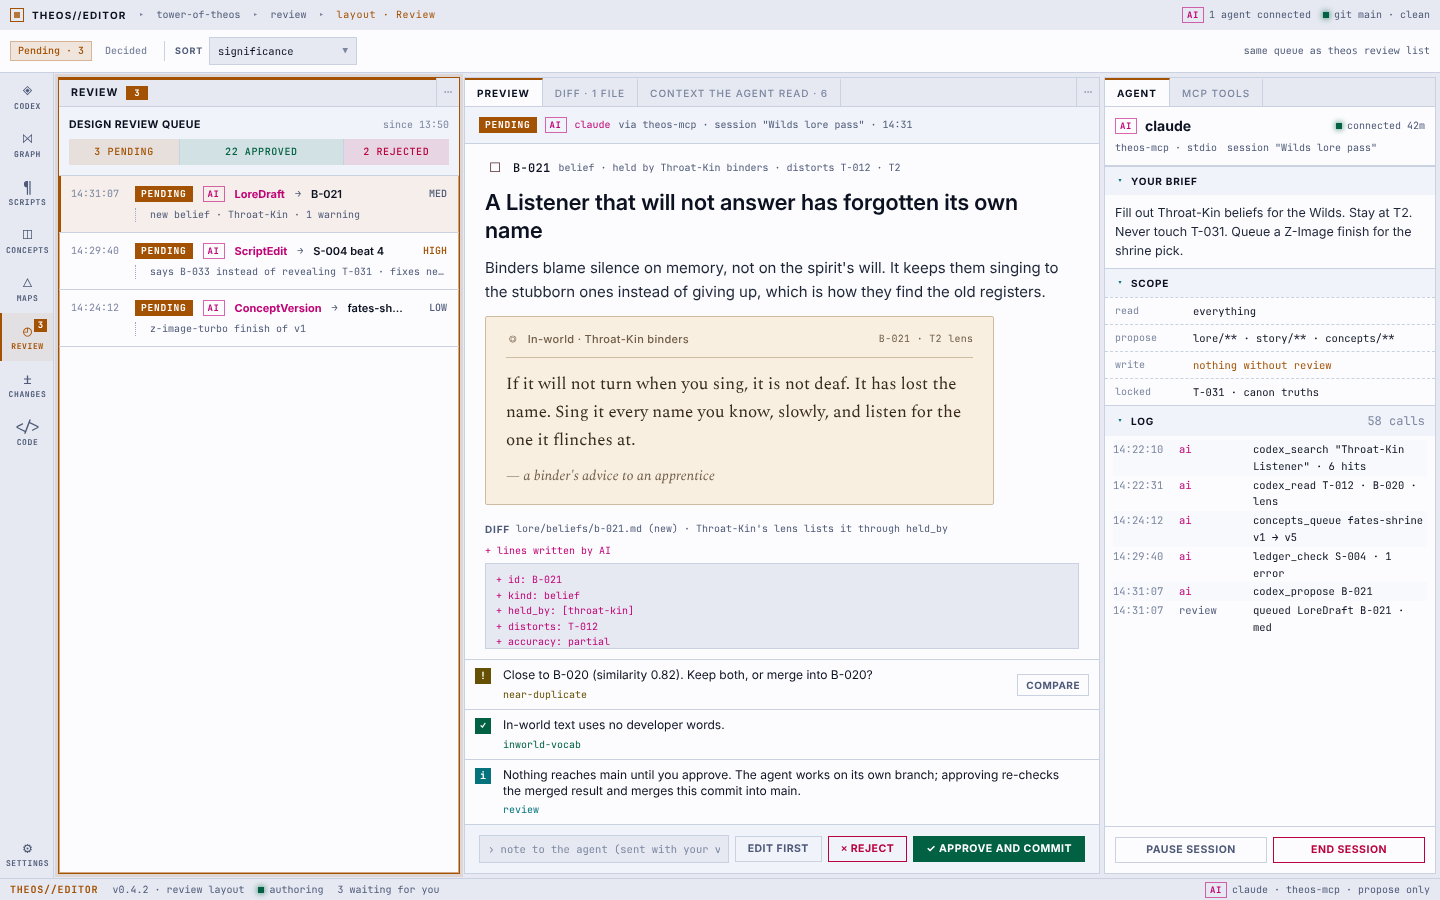 THEOS//EDITOR ‣ tower-of-theos ‣ review ‣ layout · Review
AI 1 agent connected git main · clean
Pending · 3 Decided SORT significance ▼ same queue as theos review list
CODEX
GRAPH
SCRIPTS
CONCEPTS
MAPS
3
REVIEW
CHANGES
</>
CODE
SETTINGS
REVIEW 3 ⋯
DESIGN REVIEW QUEUE since 13:50
3 PENDING 22 APPROVED 2 REJECTED
14:31:07 PENDING AI LoreDraft → B-021 MED
new belief · Throat-Kin · 1 warning
14:29:40 PENDING AI ScriptEdit → S-004 beat 4 HIGH
says B-033 instead of revealing T-031 · fixes ne…
14:24:12 PENDING AI ConceptVersion → fates-sh… LOW
z-image-turbo finish of v1
PREVIEW DIFF · 1 FILE CONTEXT THE AGENT READ · 6 ⋯
PENDING AI claude via theos-mcp · session "Wilds lore pass" · 14:31
B-021 belief · held by Throat-Kin binders · distorts T-012 · T2
A Listener that will not answer has forgotten its own
name
Binders blame silence on memory, not on the spirit's will. It keeps them singing to
the stubborn ones instead of giving up, which is how they find the old registers.
In-world · Throat-Kin binders B-021 · T2 lens
If it will not turn when you sing, it is not deaf. It has lost the
name. Sing it every name you know, slowly, and listen for the
one it flinches at.
— a binder's advice to an apprentice
DIFF lore/beliefs/b-021.md (new) · Throat-Kin's lens lists it through held_by
+ lines written by AI
+ id: B-021
+ kind: belief
+ held_by: [throat-kin]
+ distorts: T-012
+ accuracy: partial
! Close to B-020 (similarity 0.82). Keep both, or merge into B-020?
near-duplicate
COMPARE
✓ In-world text uses no developer words.
inworld-vocab
i Nothing reaches main until you approve. The agent works on its own branch; approving re-checks
the merged result and merges this commit into main.
review
› note to the agent (sent with your v EDIT FIRST × REJECT ✓ APPROVE AND COMMIT
AGENT MCP TOOLS
AI claude connected 42m
theos-mcp · stdio session "Wilds lore pass"
YOUR BRIEF
Fill out Throat-Kin beliefs for the Wilds. Stay at T2.
Never touch T-031. Queue a Z-Image finish for the
shrine pick.
SCOPE
read everything
propose lore/** · story/** · concepts/**
write nothing without review
locked T-031 · canon truths
LOG 58 calls
14:22:10 ai codex_search "Throat-Kin
Listener" · 6 hits
14:22:31 ai codex_read T-012 · B-020 ·
lens
14:24:12 ai concepts_queue fates-shrine
v1 → v5
14:29:40 ai ledger_check S-004 · 1
error
14:31:07 ai codex_propose B-021
14:31:07 review queued LoreDraft B-021 ·
med
PAUSE SESSION END SESSION
THEOS//EDITOR v0.4.2 · review layout authoring 3 waiting for you
AI claude · theos-mcp · propose only